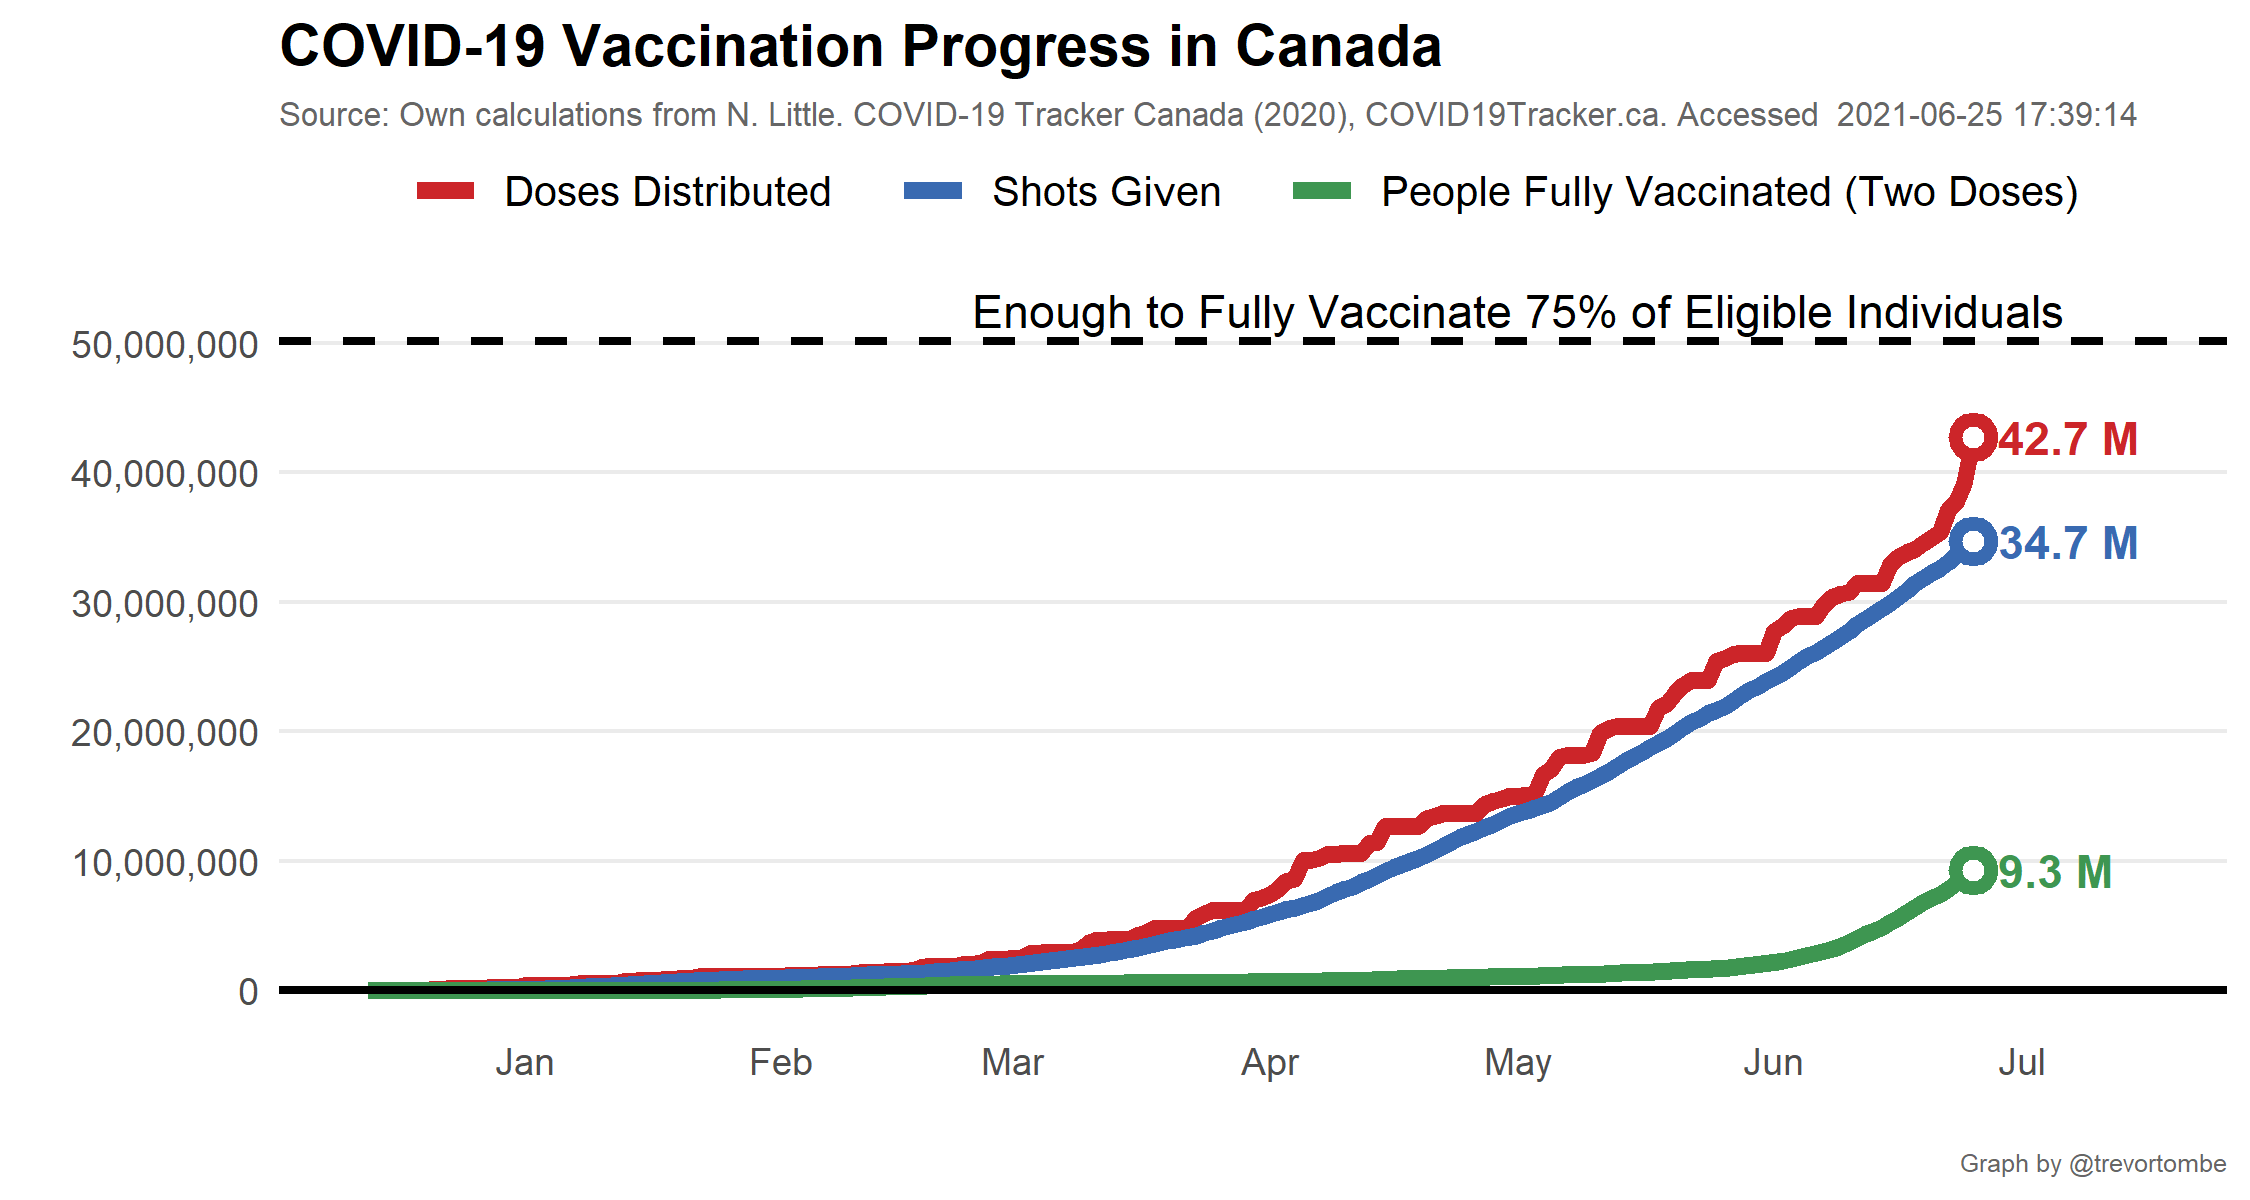 COVID-19 Vaccination Progress in Canada
Source: Own calculations from N. Little. COVID-19 Tracker Canada (2020), COVID19Tracker.ca. Accessed  2021-06-25 17:39:14
Doses Distributed
Shots Given
People Fully Vaccinated (Two Doses)
Enough to Fully Vaccinate 75% of Eligible Individuals
50,000,000
42.7 M
40,000,000
34.7 M
30,000,000
20,000,000
10,000,000
9.3 M
0
Jan Feb Mar Apr May Jun Jul
Graph by @trevortombe